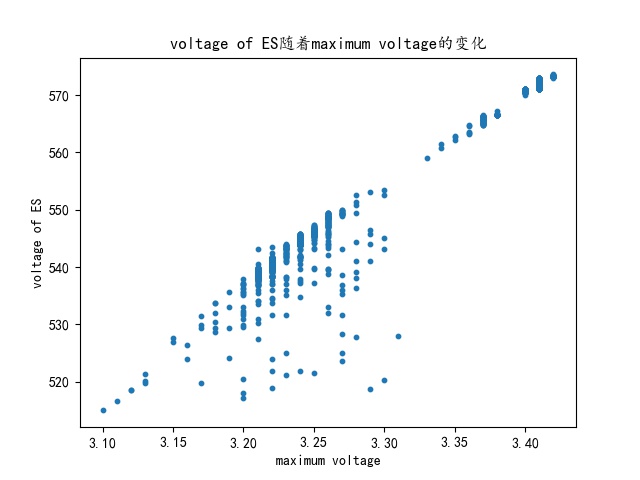 voltage of ES随着maximum voltage的变化
voltage of ES
570
560
550
540
530
520
3.10 3.15 3.20 3.25 3.30 3.35 3.40
maximum voltage